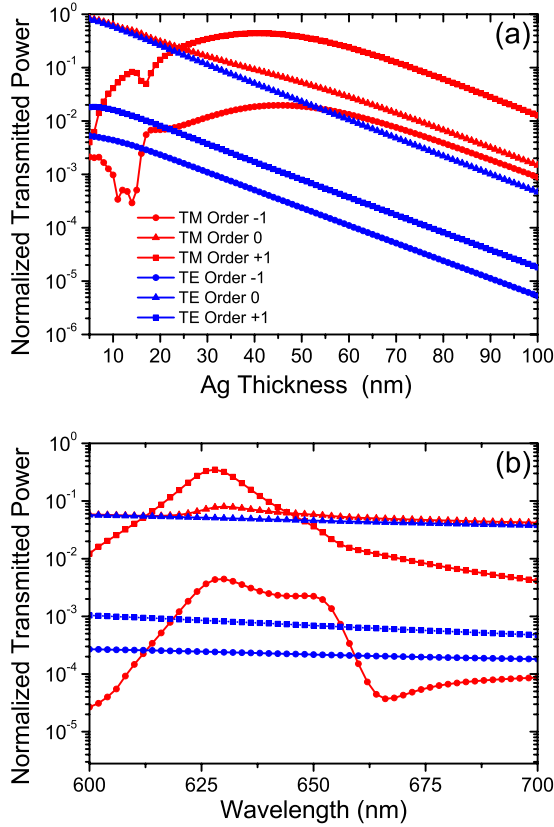 (a)
Normalized Transmitted Power
10^0
10^-1
10^-2
10^-3
10^-4
10^-5
10^-6
TM Order -1
TM Order 0
TM Order +1
TE Order -1
TE Order 0
TE Order +1
10 20 30 40 50 60 70 80 90 100
Ag Thickness (nm)
(b)
Normalized Transmitted Power
10^0
10^-1
10^-2
10^-3
10^-4
10^-5
600 625 650 675 700
Wavelength (nm)